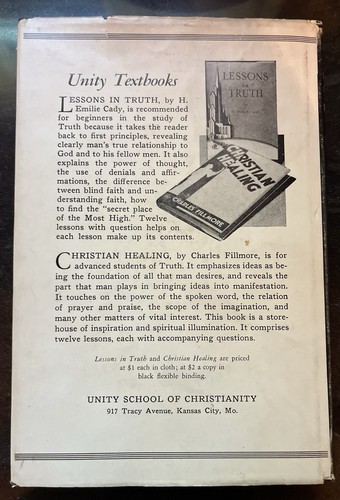 Unity Textbooks
LESSONS IN TRUTH, by H.
Emilie Cady, is recommended
for beginners in the study of
Truth because it takes the reader
back to first principles, revealing
clearly man's true relationship to
God and to his fellow men. It also
explains the power of thought,
the use of denials and affir-
mations, the difference be-
tween blind faith and un-
derstanding faith, how
to find the "secret place
of the Most High." Twelve
lessons with question helps on
each lesson make up its contents.
LESSONS
IN
TRUTH
CHRISTIAN
HEALING
CHARLES FILLMORE
CHRISTIAN HEALING, by Charles Fillmore, is for
advanced students of Truth. It emphasizes ideas as be-
ing the foundation of all that man desires, and reveals the
part that man plays in bringing ideas into manifestation.
It touches on the power of the spoken word, the relation
of prayer and praise, the scope of the imagination, and
many other matters of vital interest. This book is a store-
house of inspiration and spiritual illumination. It comprises
twelve lessons, each with accompanying questions.
Lessons in Truth and Christian Healing are priced
at $1 each in cloth; at $2 a copy in
black flexible binding.
UNITY SCHOOL OF CHRISTIANITY
917 Tracy Avenue, Kansas City, Mo.